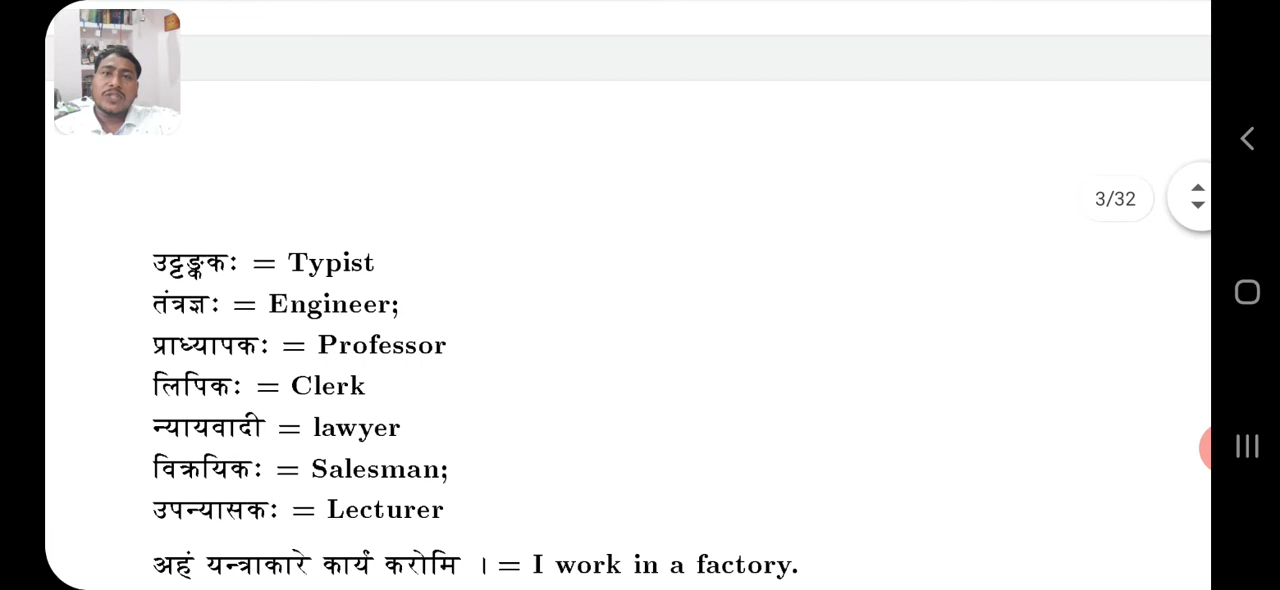 3/32
उट्टङ्ककः = Typist
तंत्रज्ञः = Engineer;
प्राध्यापकः = Professor
लिपिकः = Clerk
न्यायवादी = lawyer
विक्रयिकः = Salesman;
उपन्यासकः = Lecturer
अहं यन्त्राकारे कार्यं करोमि । = I work in a factory.